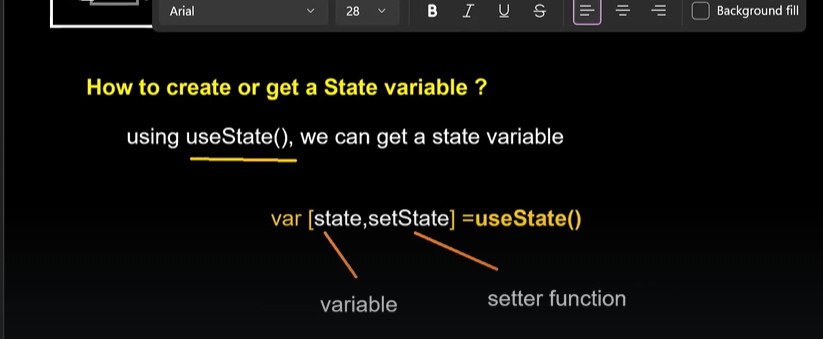 Arial 28 B I U S Background fill
How to create or get a State variable ?
using useState(), we can get a state variable
var [state,setState] =useState()
variable setter function